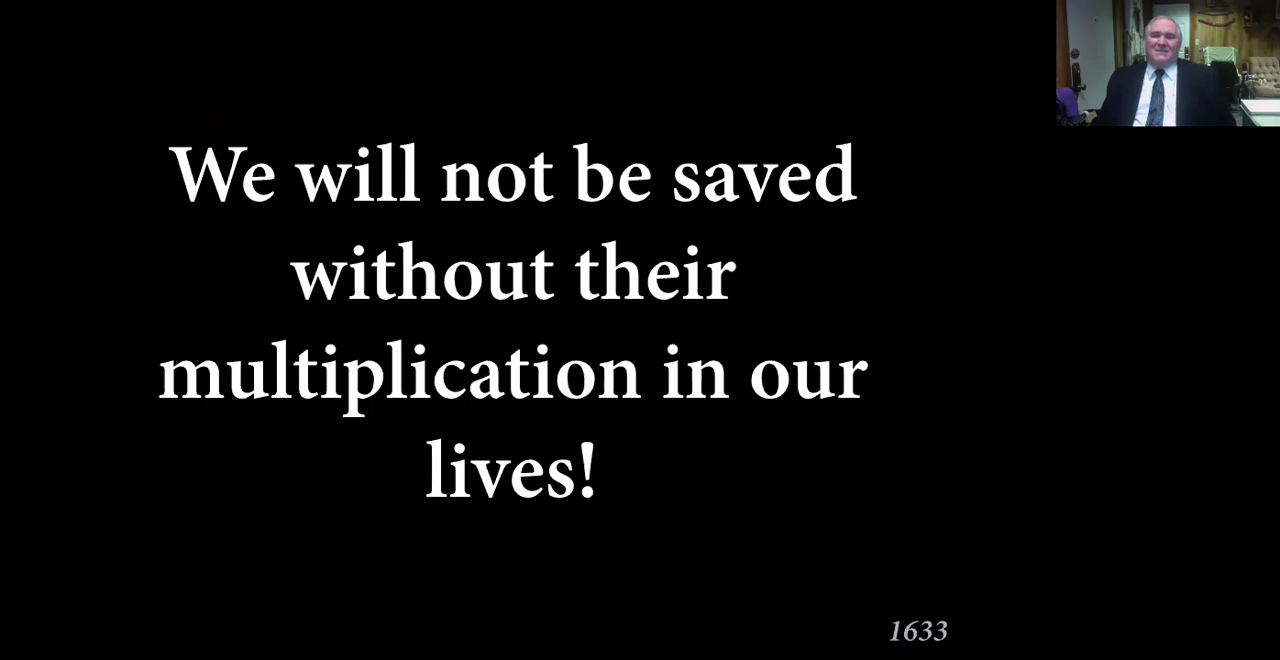 We will not be saved
without their
multiplication in our
lives!
1633